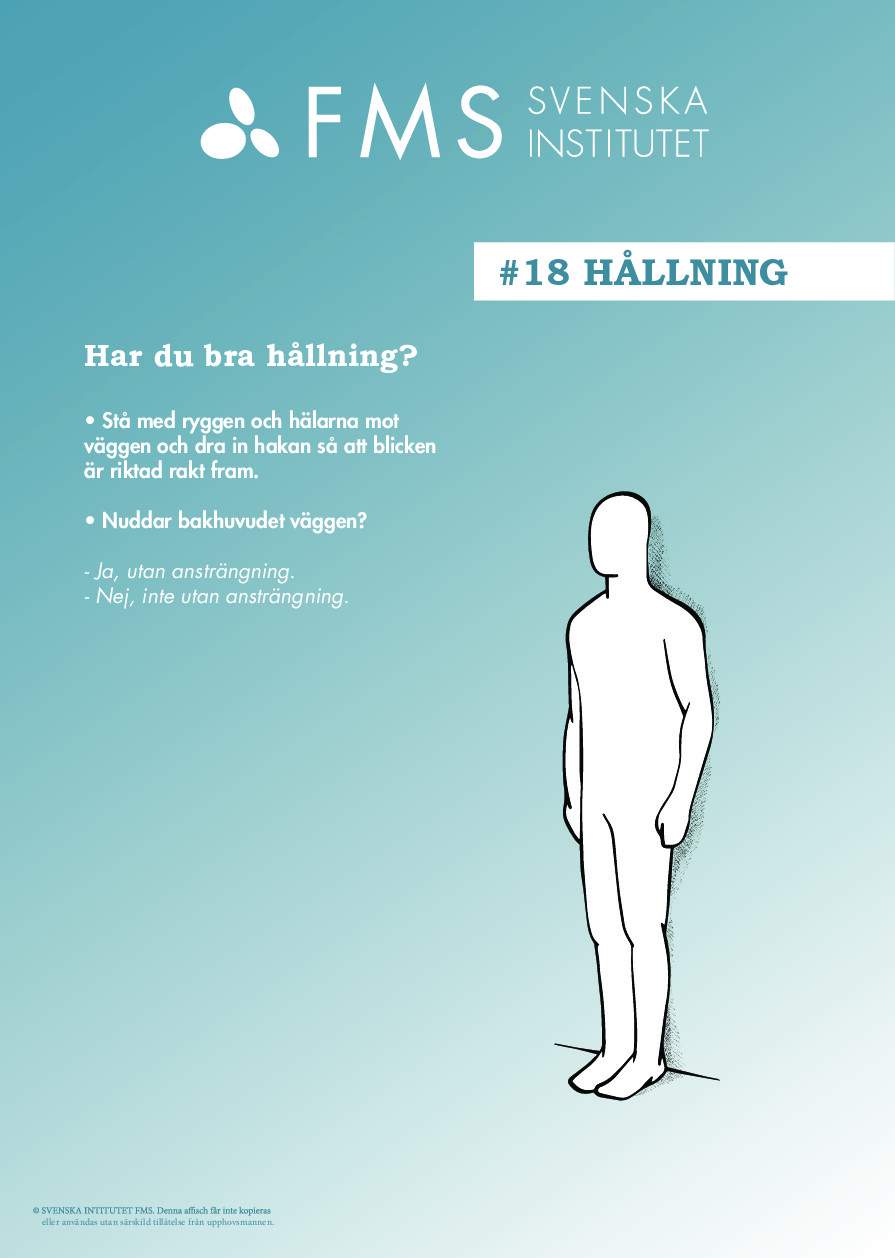 FMS SVENSKA
INSTITUTET
#18 HÅLLNING
Har du bra hållning?
• Stå med ryggen och hälarna mot
väggen och dra in hakan så att blicken
är riktad rakt fram.
• Nuddar bakhuvudet väggen?
- Ja, utan ansträngning.
- Nej, inte utan ansträngning.
© SVENSKA INTITUTET FMS. Denna affisch får inte kopieras
eller användas utan särskild tillåtelse från upphovsmannen.